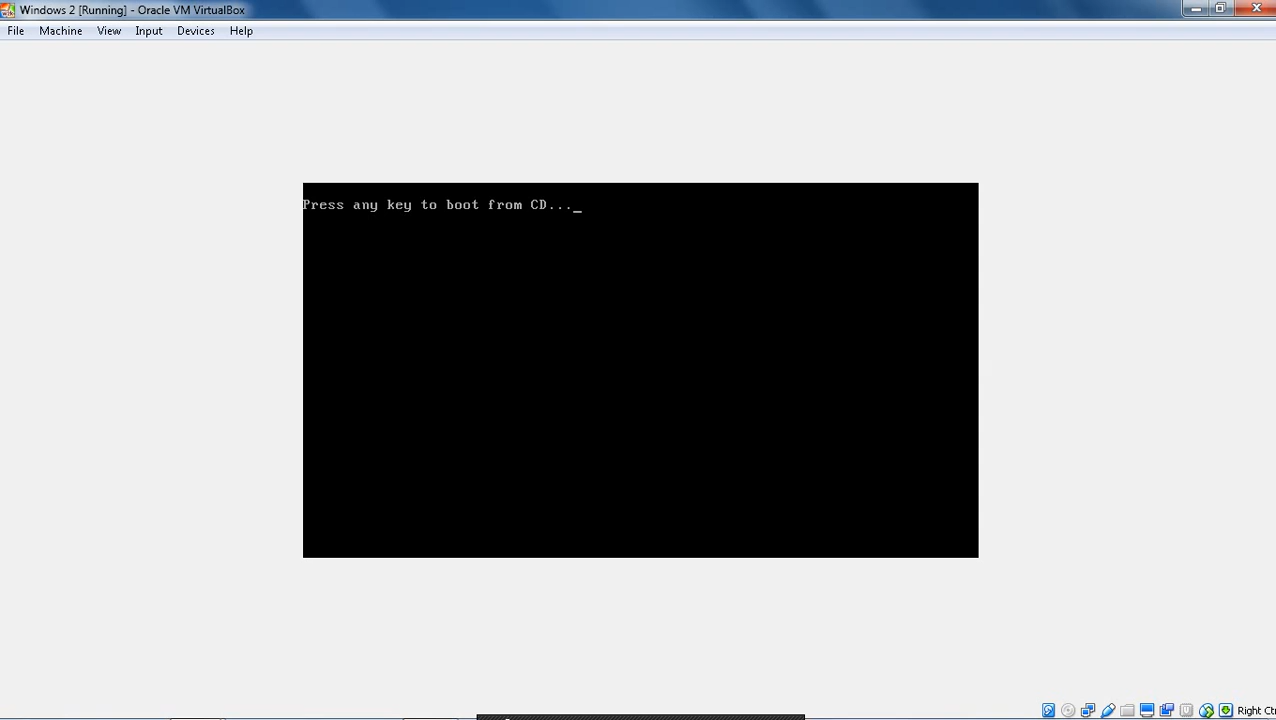 Windows 2 [Running] - Oracle VM VirtualBox
File Machine View Input Devices Help
Press any key to boot from CD..._
Right Ctr